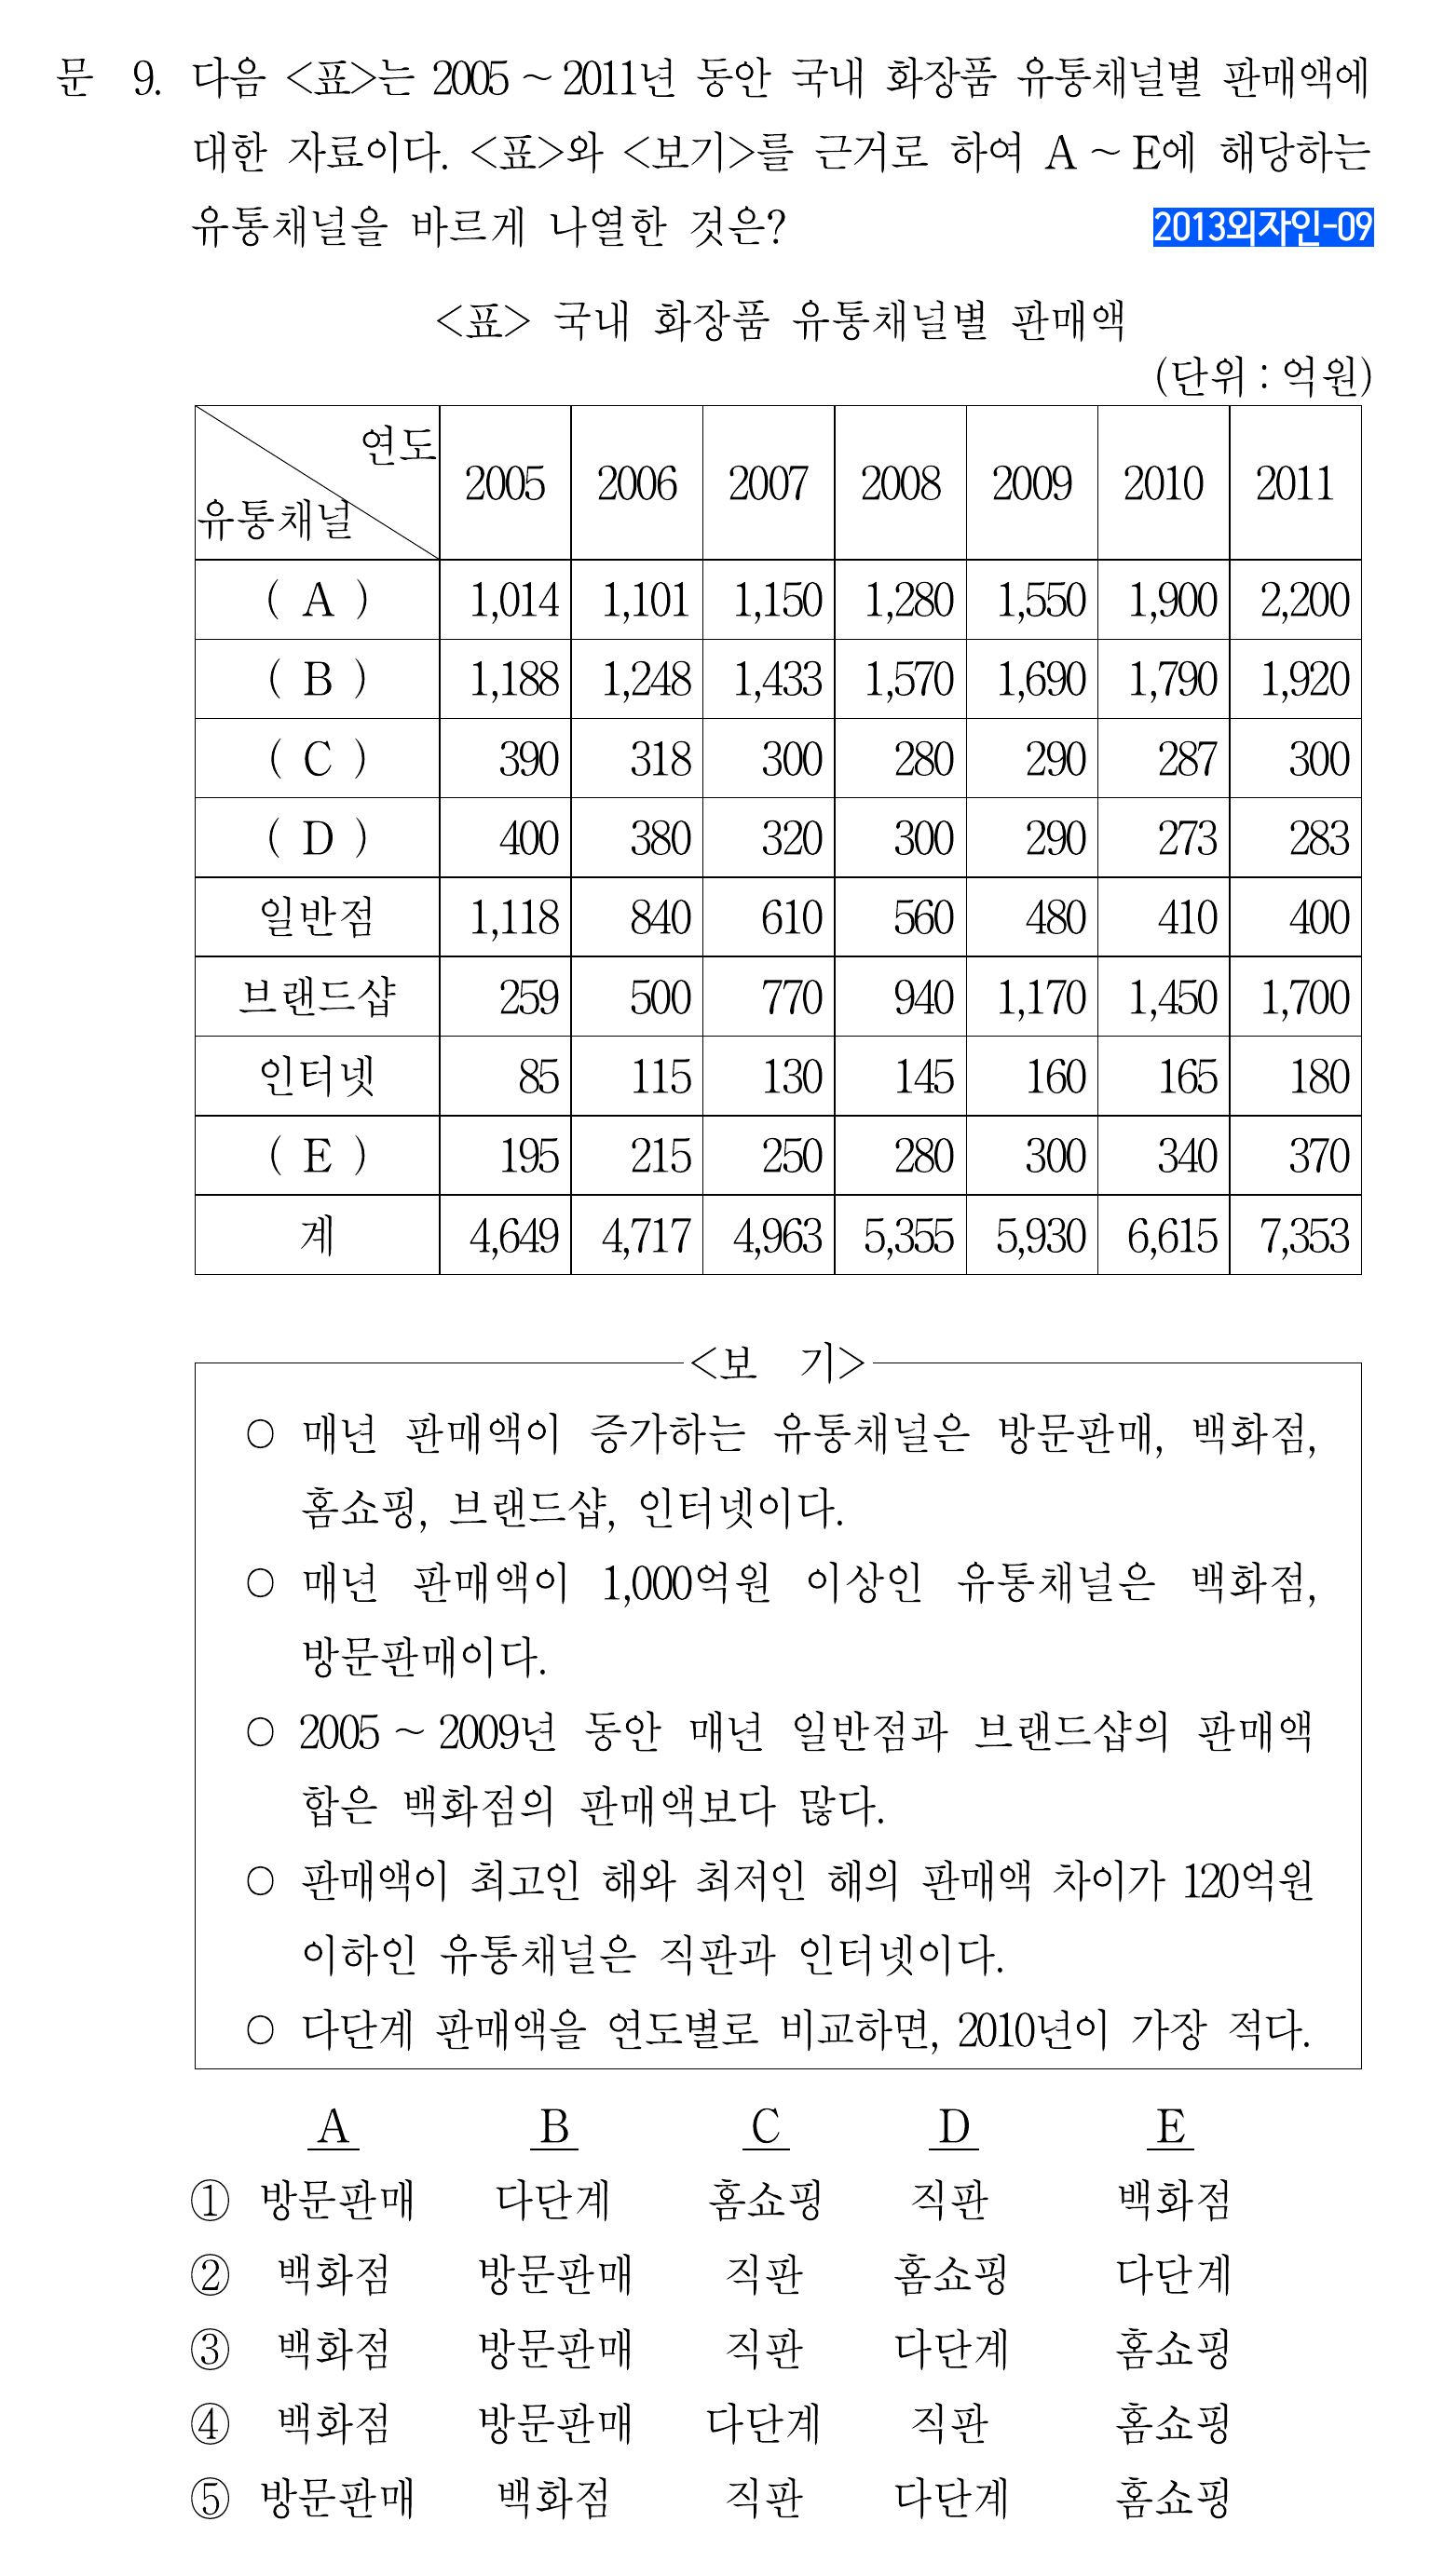 문 9. 다음 <표>는 2005 ~ 2011년 동안 국내 화장품 유통채널별 판매액에
대한 자료이다. <표>와 <보기>를 근거로 하여 A ~ E에 해당하는
유통채널을 바르게 나열한 것은? 2013외자인-09
<표> 국내 화장품 유통채널별 판매액
(단위 : 억원)
연도
유통채널 2005 2006 2007 2008 2009 2010 2011
( A ) 1,014 1,101 1,150 1,280 1,550 1,900 2,200
( B ) 1,188 1,248 1,433 1,570 1,690 1,790 1,920
( C ) 390 318 300 280 290 287 300
( D ) 400 380 320 300 290 273 283
일반점 1,118 840 610 560 480 410 400
브랜드샵 259 500 770 940 1,170 1,450 1,700
인터넷 85 115 130 145 160 165 180
( E ) 195 215 250 280 300 340 370
계 4,649 4,717 4,963 5,355 5,930 6,615 7,353
<보 기>
○ 매년 판매액이 증가하는 유통채널은 방문판매, 백화점,
홈쇼핑, 브랜드샵, 인터넷이다.
○ 매년 판매액이 1,000억원 이상인 유통채널은 백화점,
방문판매이다.
○ 2005 ~ 2009년 동안 매년 일반점과 브랜드샵의 판매액
합은 백화점의 판매액보다 많다.
○ 판매액이 최고인 해와 최저인 해의 판매액 차이가 120억원
이하인 유통채널은 직판과 인터넷이다.
○ 다단계 판매액을 연도별로 비교하면, 2010년이 가장 적다.
A B C D E
① 방문판매 다단계 홈쇼핑 직판 백화점
② 백화점 방문판매 직판 홈쇼핑 다단계
③ 백화점 방문판매 직판 다단계 홈쇼핑
④ 백화점 방문판매 다단계 직판 홈쇼핑
⑤ 방문판매 백화점 직판 다단계 홈쇼핑